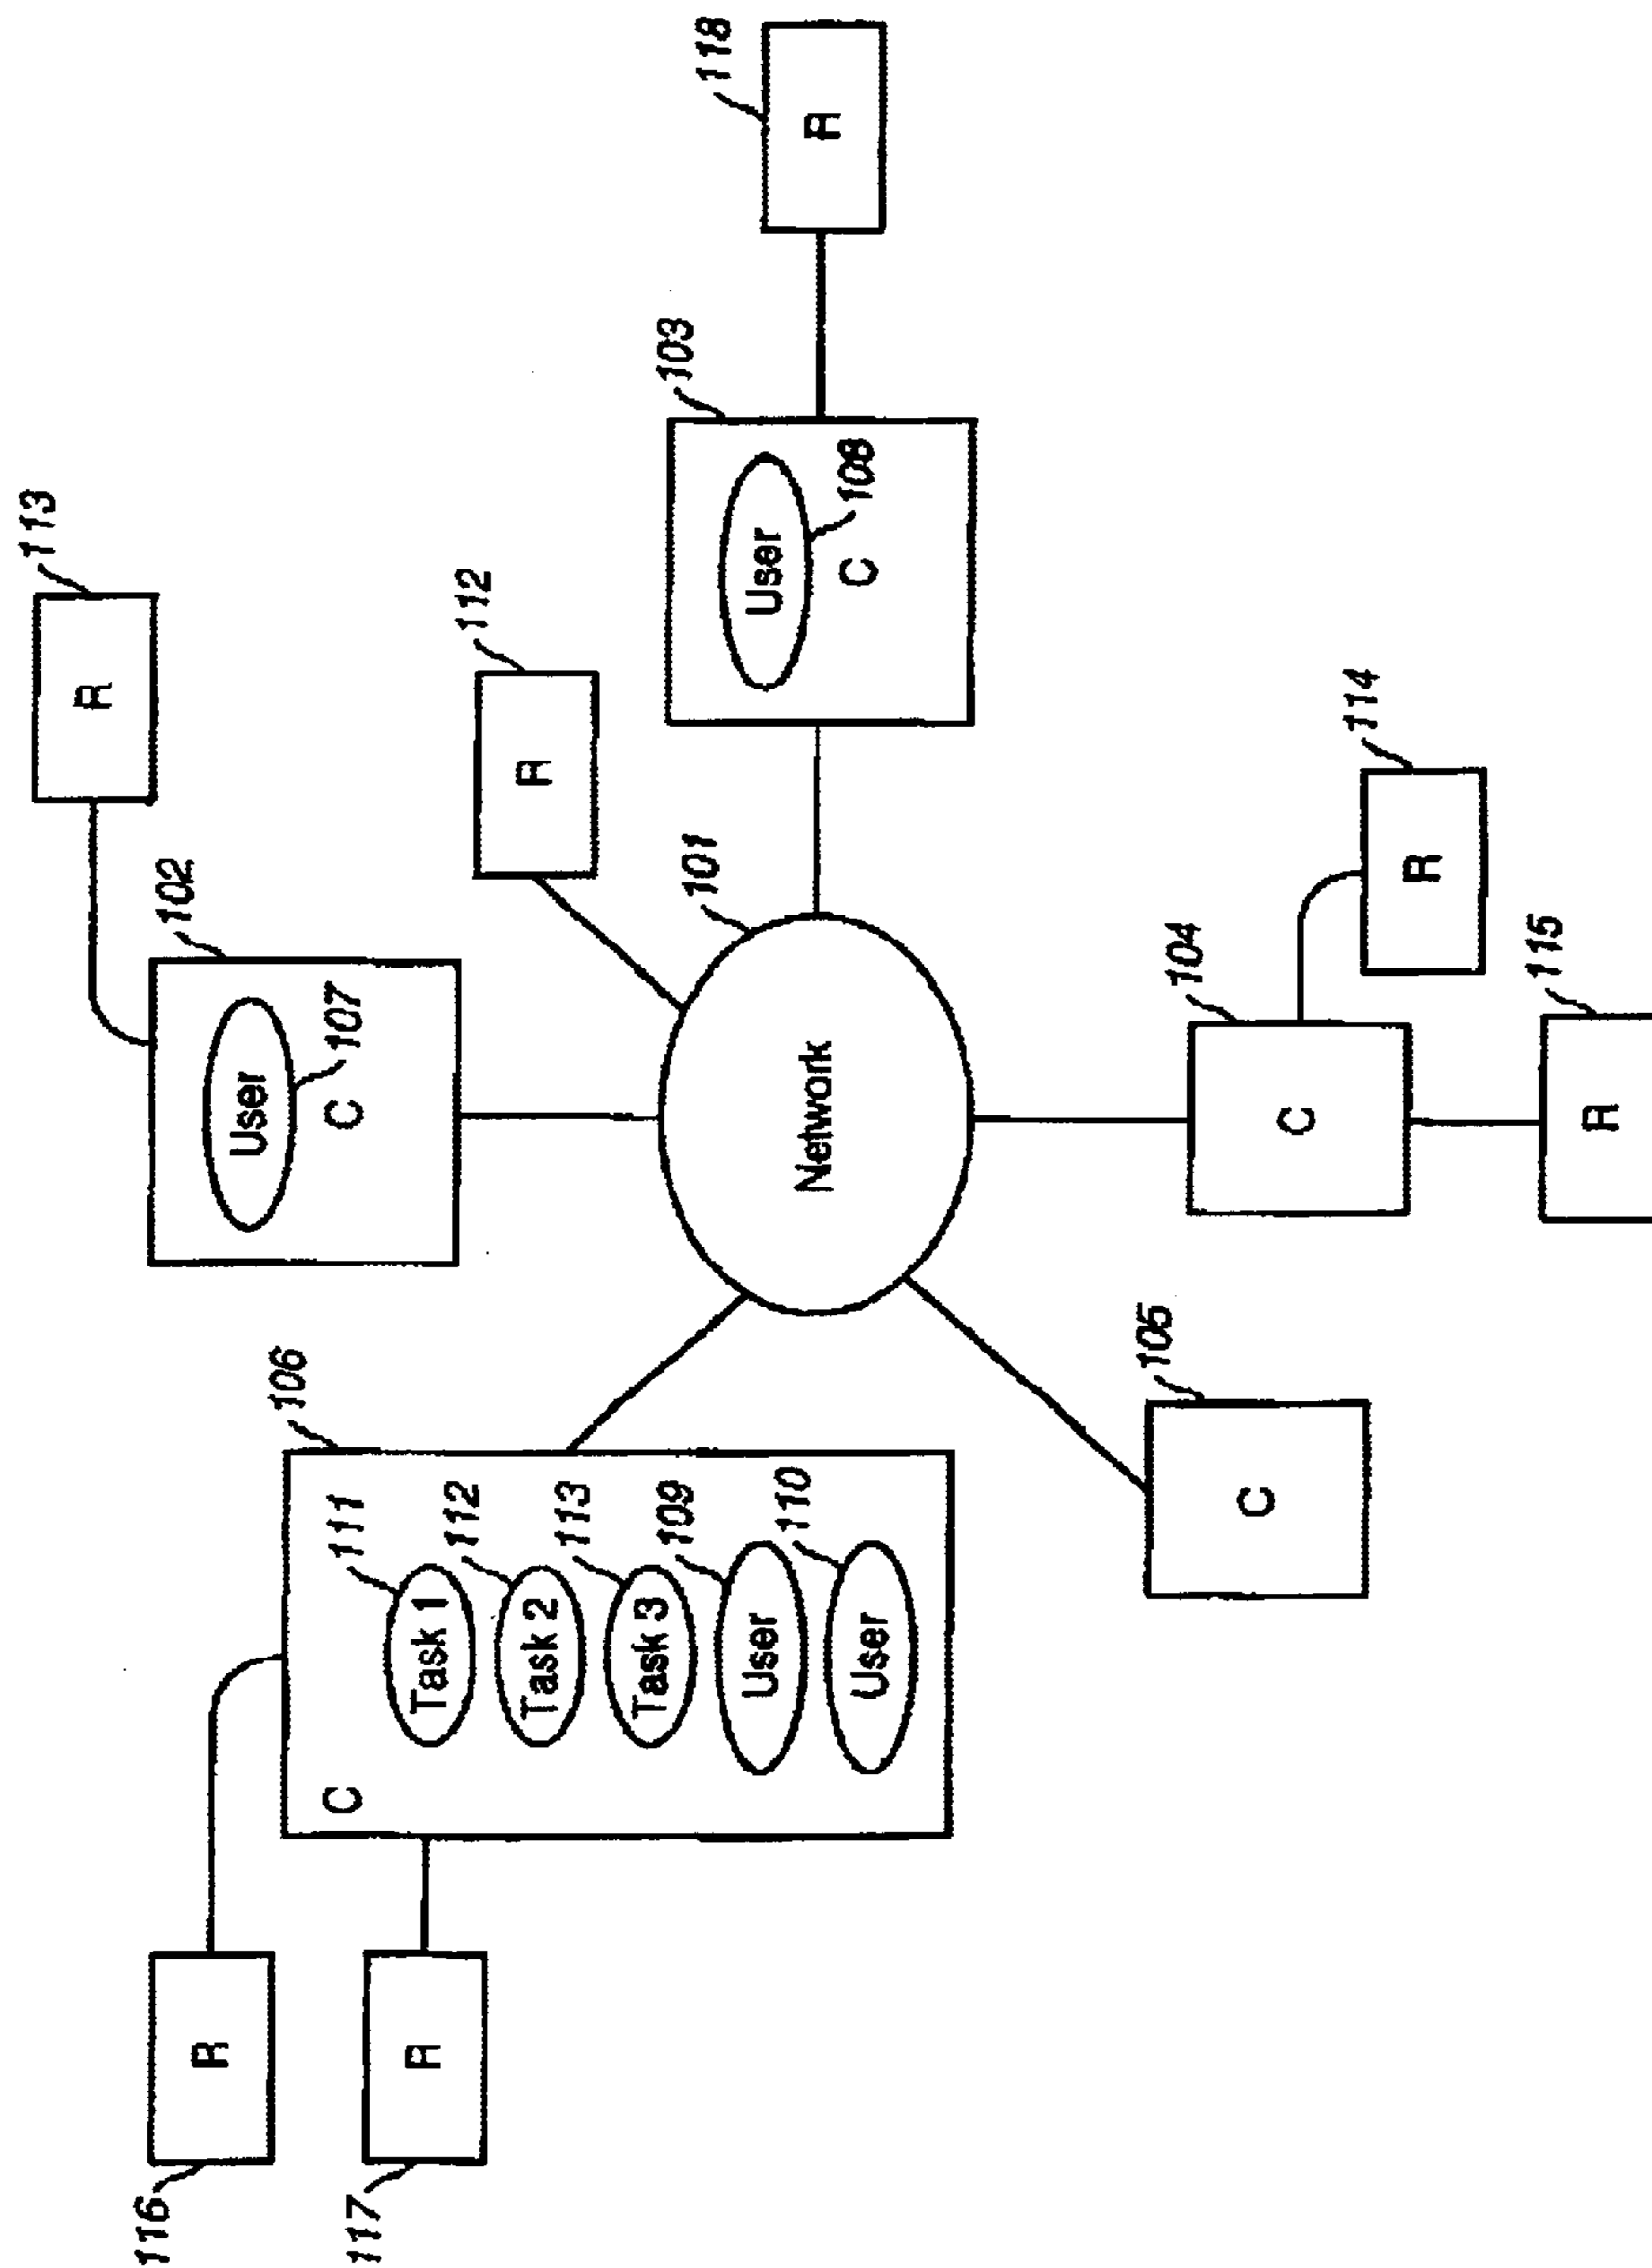 113
R
116
102
R
User
106
C
111
C
107
117
R
Task 1
112
112
Task 2
R
113
Task 3
109
103
101
118
User
User
110
Network
R
C
108
User
105
104
C
C
114
R
115
R